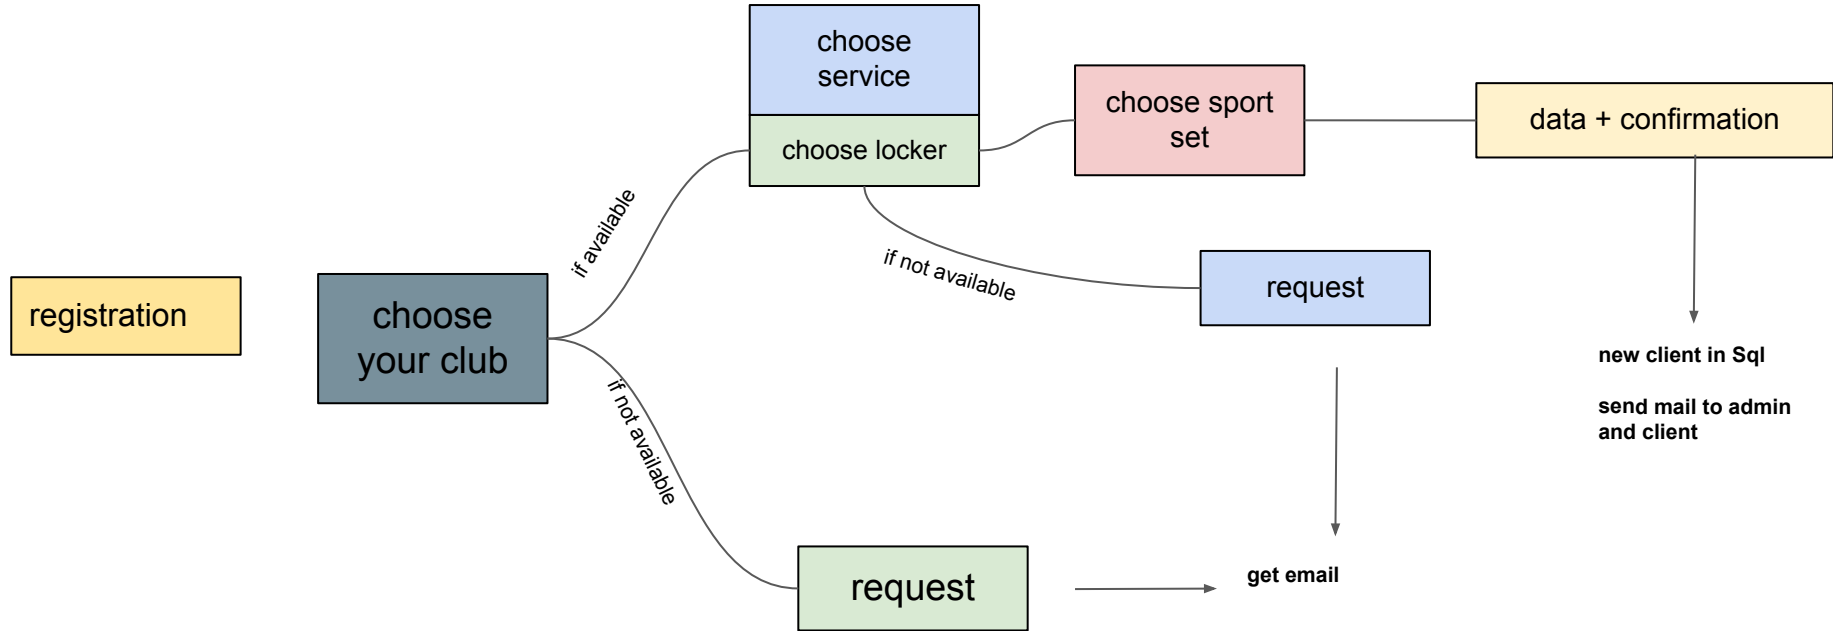 choose
service
choose locker
choose sport
set
data + confirmation
if available
if not available
request
registration
choose
your club
if not available
new client in Sql
send mail to admin
and client
request
get email